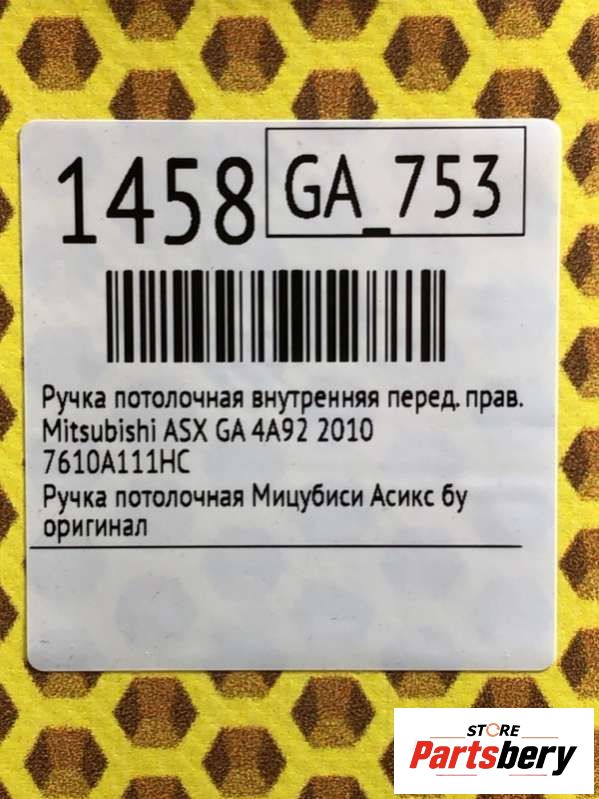 1458 GA_753
Ручка потолочная внутренняя перед. прав.
Mitsubishi ASX GA 4A92 2010
7610A111HC
Ручка потолочная Мицубиси Асикс бу
оригинал
STORE
Partsbery